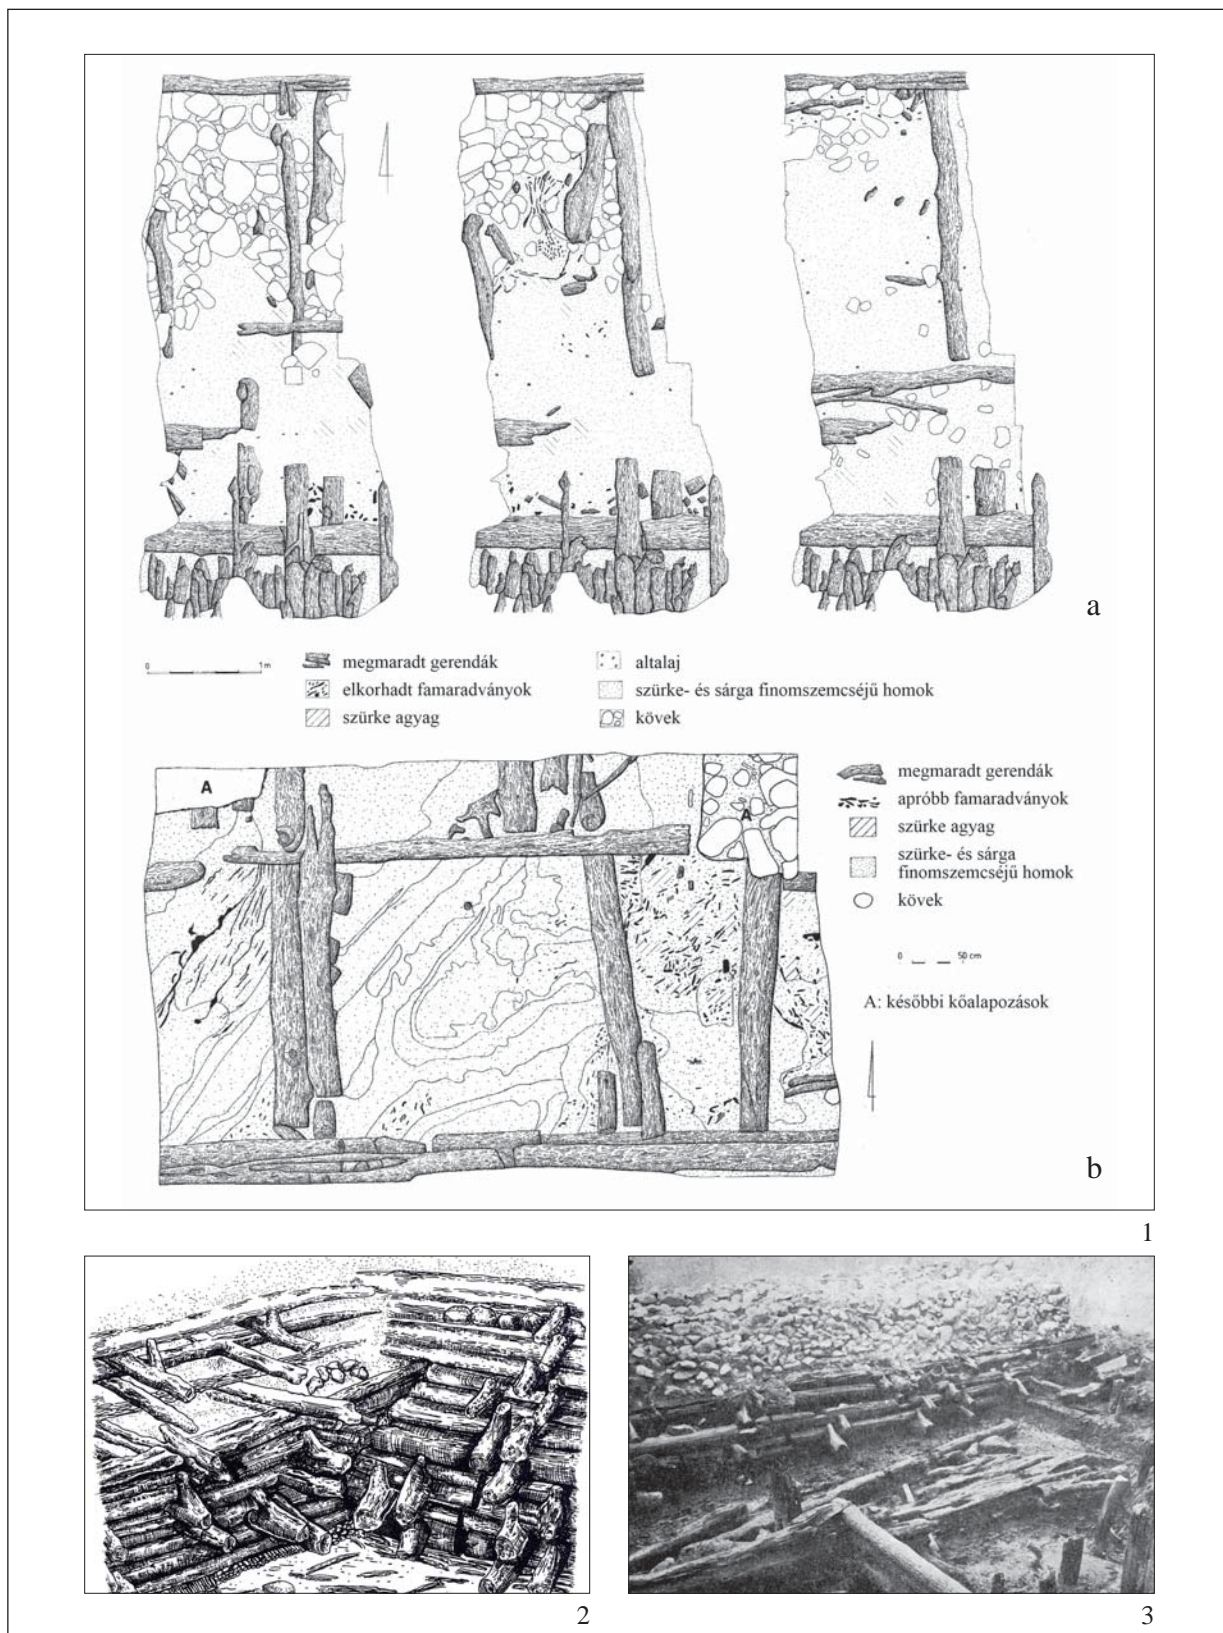 a
0 1 m
megmaradt gerendák
elkorhadt famaradványok
szürke agyag
altalaj
szürke- és sárga finomszemcséjű homok
kövek
A
A
megmaradt gerendák
apróbb famaradványok
szürke agyag
szürke- és sárga
finomszemcséjű homok
kövek
0 50 cm
A: későbbi kőalapozások
b
1
2
3